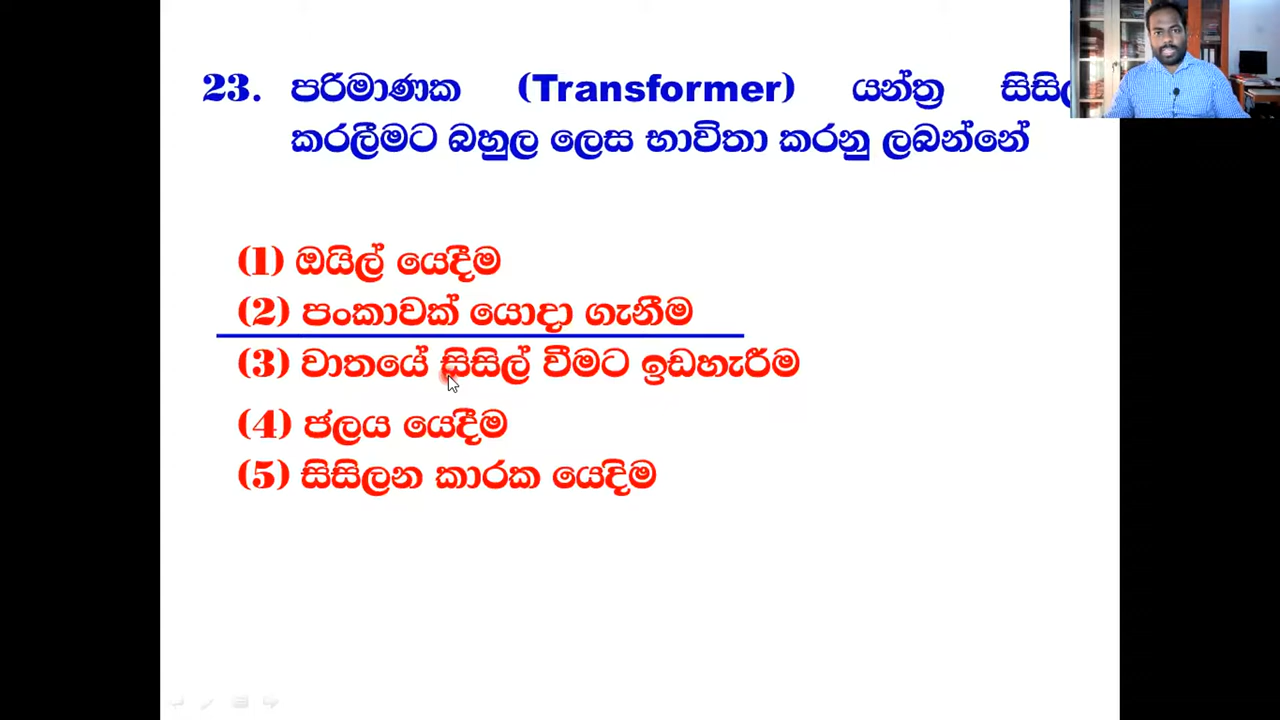 23. පරිමාණක (Transformer) යන්ත්‍ර
කරලීමට බහුල ලෙස භාවිතා කරනු ලබන්නේ
(1) ඔයිල් යෙදීම
(2) පංකාවක් යොදා ගැනීම
(3) වාතයේ සිසිල් වීමට ඉඩහැරීම
(4) ජලය යෙදීම
(5) සිසිලන කාරක යෙදිම